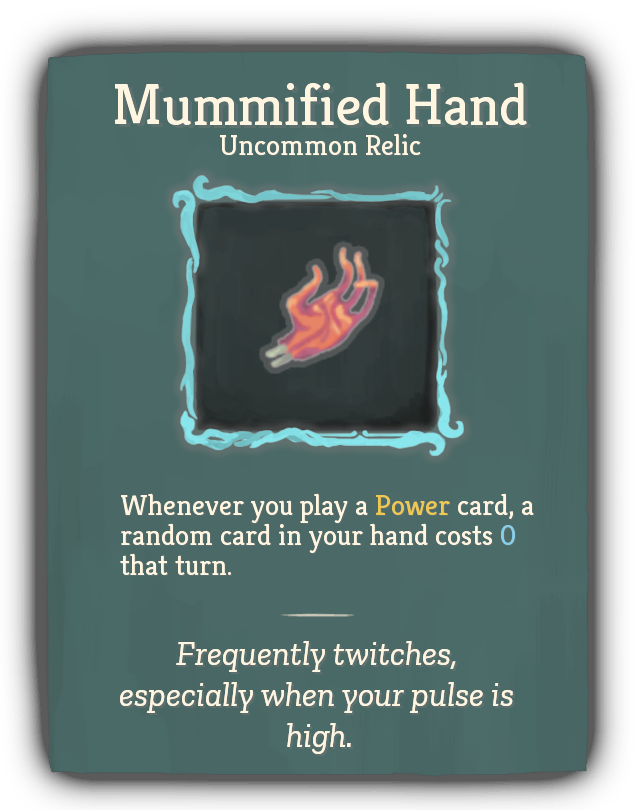 Mummified Hand
Uncommon Relic
Whenever you play a Power card, a
random card in your hand costs 0
that turn.
Frequently twitches,
especially when your pulse is
high.